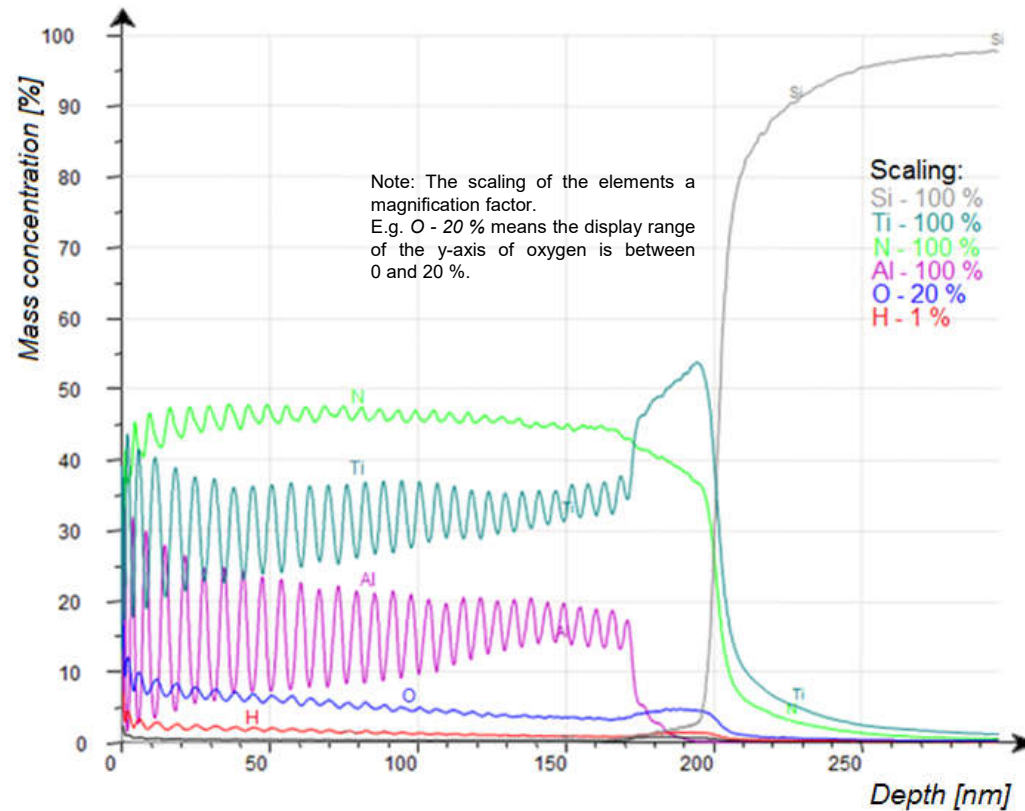 100
90
80
70
60
50
40
30
20
10
0
Mass concentration [%]
Note: The scaling of the elements a
magnification factor.
E.g. O - 20 % means the display range
of the y-axis of oxygen is between
0 and 20 %.
Scaling:
Si - 100 %
Ti - 100 %
N - 100 %
Al - 100 %
O - 20 %
H - 1 %
Si
N
Ti
Al
O
H
Ti
Ti
N
0 50 100 150 200 250
Depth [nm]